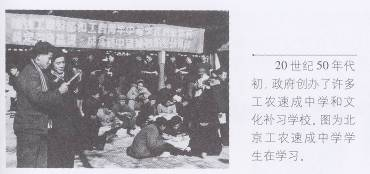 20世纪50年代
初，政府创办了许多
工农速成中学和文
化补习学校。图为北
京工农速成中学学
生在学习。